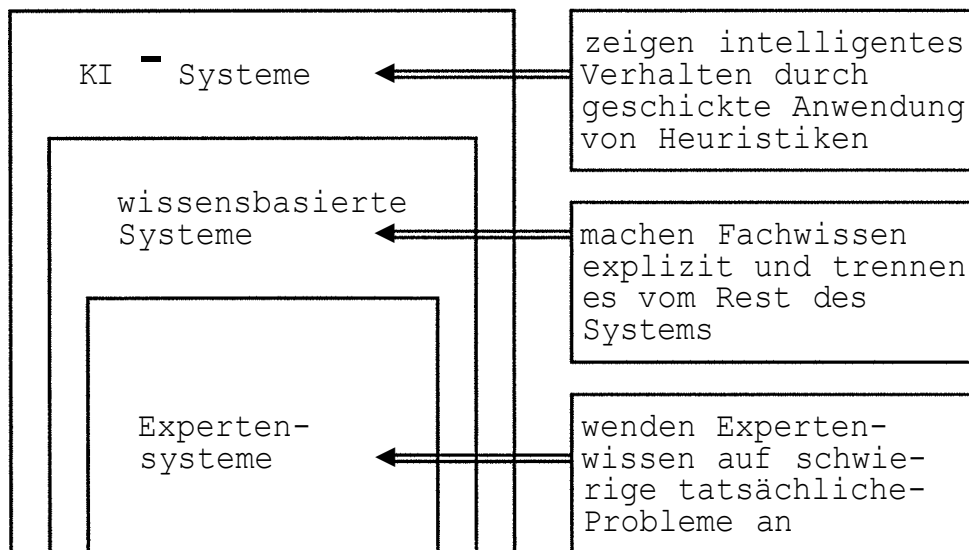 KI - Systeme
zeigen intelligentes
Verhalten durch
geschickte Anwendung
von Heuristiken
wissensbasierte
Systeme
machen Fachwissen
explizit und trennen
es vom Rest des
Systems
Experten-
systeme
wenden Experten-
wissen auf schwie-
rige tatsächliche-
Probleme an